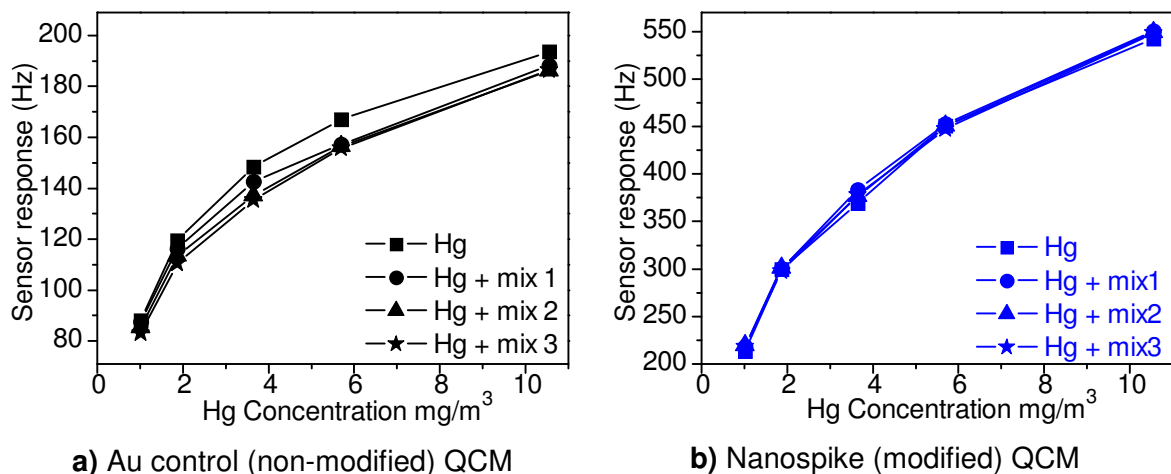 200
180
160
140
120
100
80
Sensor response (Hz)
Hg
Hg + mix 1
Hg + mix 2
Hg + mix 3
0 2 4 6 8 10
Hg Concentration mg/m³
a) Au control (non-modified) QCM
550
500
450
400
350
300
250
200
Sensor response (Hz)
Hg
Hg + mix1
Hg + mix2
Hg + mix3
0 2 4 6 8 10
Hg Concentration mg/m³
b) Nanospike (modified) QCM